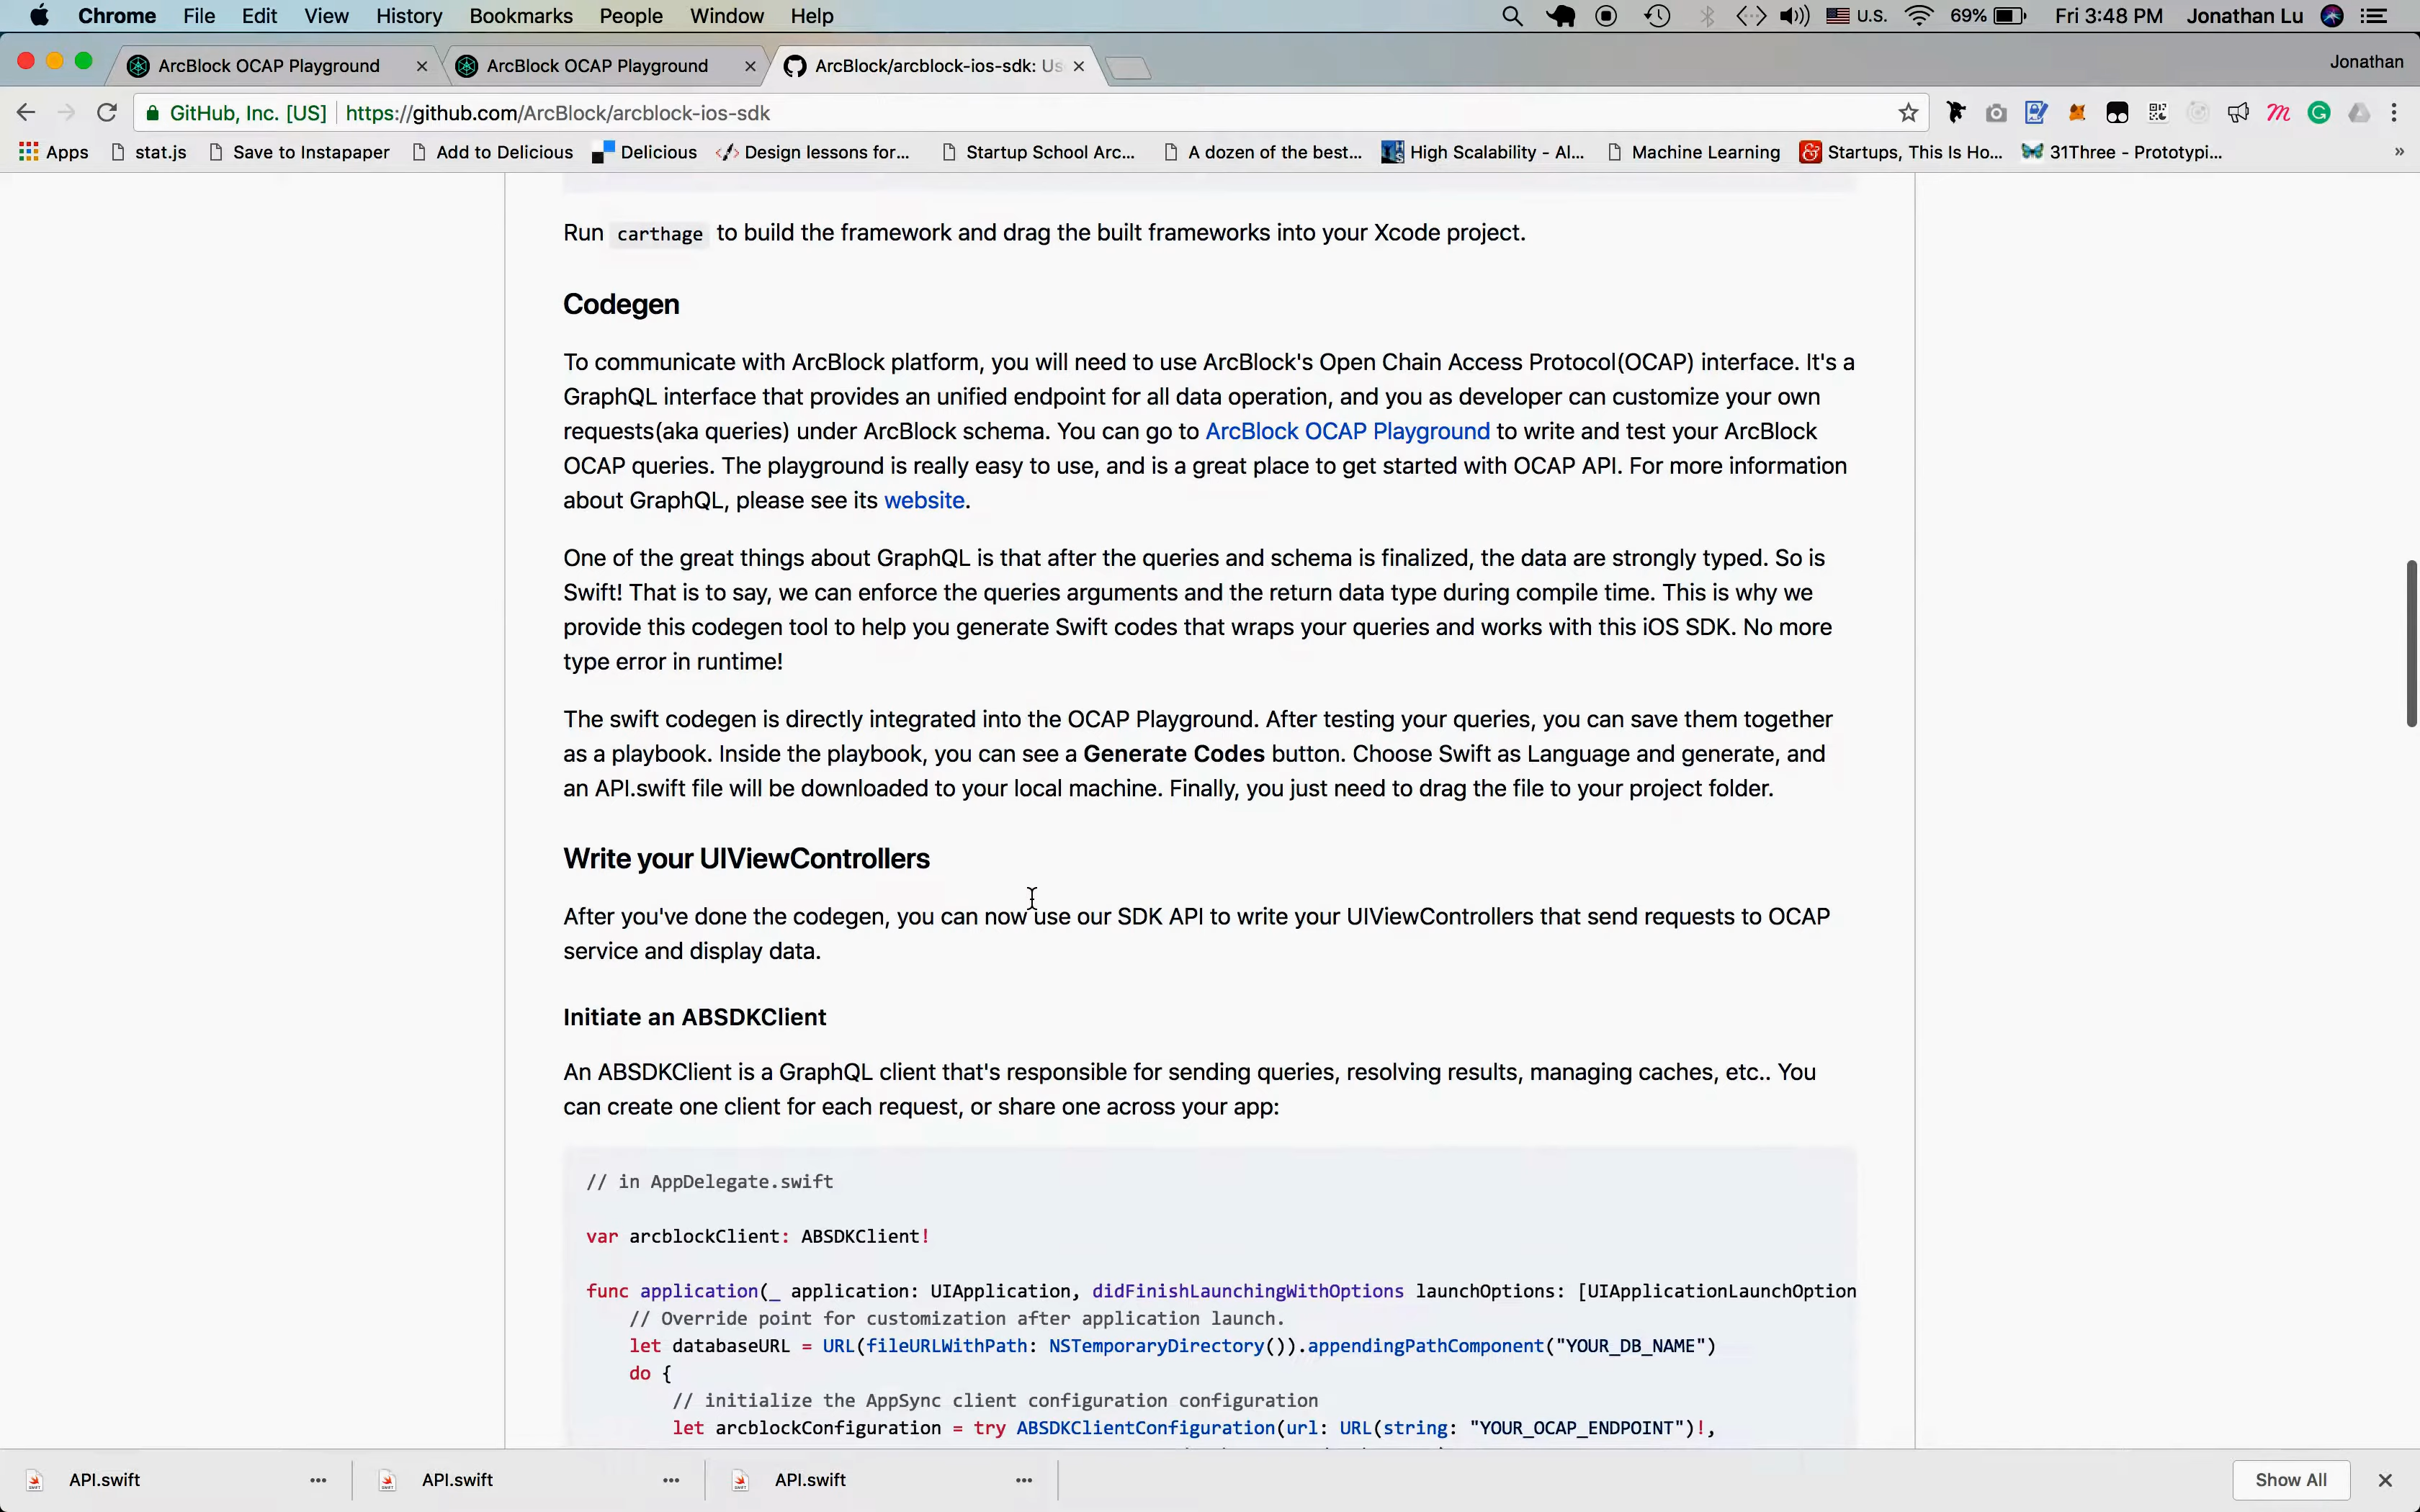 Chrome File Edit View History Bookmarks People Window Help U.S. 69% Fri 3:48 PM Jonathan Lu
ArcBlock OCAP Playground ArcBlock OCAP Playground ArcBlock/arcblock-ios-sdk: Us Jonathan
GitHub, Inc. [US] https://github.com/ArcBlock/arcblock-ios-sdk
Apps stat.js Save to Instapaper Add to Delicious Delicious Design lessons for... Startup School Arc... A dozen of the best... High Scalability - Al... Machine Learning Startups, This Is Ho... 31Three - Prototypi... »
Run carthage to build the framework and drag the built frameworks into your Xcode project.
Codegen
To communicate with ArcBlock platform, you will need to use ArcBlock's Open Chain Access Protocol(OCAP) interface. It's a
GraphQL interface that provides an unified endpoint for all data operation, and you as developer can customize your own
requests(aka queries) under ArcBlock schema. You can go to ArcBlock OCAP Playground to write and test your ArcBlock
OCAP queries. The playground is really easy to use, and is a great place to get started with OCAP API. For more information
about GraphQL, please see its website.
One of the great things about GraphQL is that after the queries and schema is finalized, the data are strongly typed. So is
Swift! That is to say, we can enforce the queries arguments and the return data type during compile time. This is why we
provide this codegen tool to help you generate Swift codes that wraps your queries and works with this iOS SDK. No more
type error in runtime!
The swift codegen is directly integrated into the OCAP Playground. After testing your queries, you can save them together
as a playbook. Inside the playbook, you can see a Generate Codes button. Choose Swift as Language and generate, and
an API.swift file will be downloaded to your local machine. Finally, you just need to drag the file to your project folder.
Write your UIViewControllers
After you've done the codegen, you can now use our SDK API to write your UIViewControllers that send requests to OCAP
service and display data.
Initiate an ABSDKClient
An ABSDKClient is a GraphQL client that's responsible for sending queries, resolving results, managing caches, etc.. You
can create one client for each request, or share one across your app:
// in AppDelegate.swift
var arcblockClient: ABSDKClient!
func application(_ application: UIApplication, didFinishLaunchingWithOptions launchOptions: [UIApplicationLaunchOption
// Override point for customization after application launch.
let databaseURL = URL(fileURLWithPath: NSTemporaryDirectory()).appendingPathComponent("YOUR_DB_NAME")
do {
// initialize the AppSync client configuration configuration
let arcblockConfiguration = try ABSDKClientConfiguration(url: URL(string: "YOUR_OCAP_ENDPOINT")!,
API.swift API.swift API.swift Show All